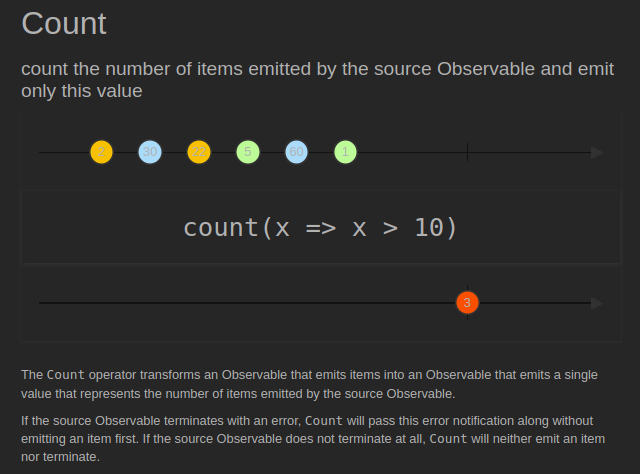 Count
count the number of items emitted by the source Observable and emit
only this value
2 30 22 5 60 1
count(x => x > 10)
3
The Count operator transforms an Observable that emits items into an Observable that emits a single
value that represents the number of items emitted by the source Observable.
If the source Observable terminates with an error, Count will pass this error notification along without
emitting an item first. If the source Observable does not terminate at all, Count will neither emit an item
nor terminate.